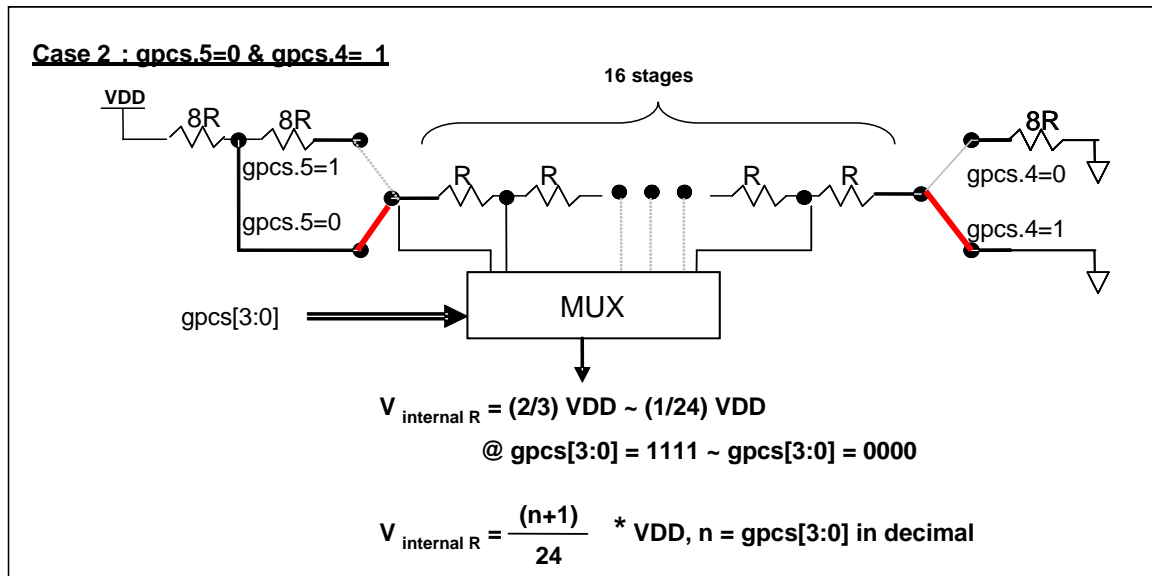 Case 2 : gpcs.5=0 & gpcs.4= 1
16 stages
VDD
8R
8R
8R
gpcs.5=1
gpcs.4=0
R
R
R
R
gpcs.5=0
gpcs.4=1
MUX
gpcs[3:0]
V internal R = (2/3) VDD ~ (1/24) VDD
@ gpcs[3:0] = 1111 ~ gpcs[3:0] = 0000
(n+1)
V internal R = * VDD, n = gpcs[3:0] in decimal
24